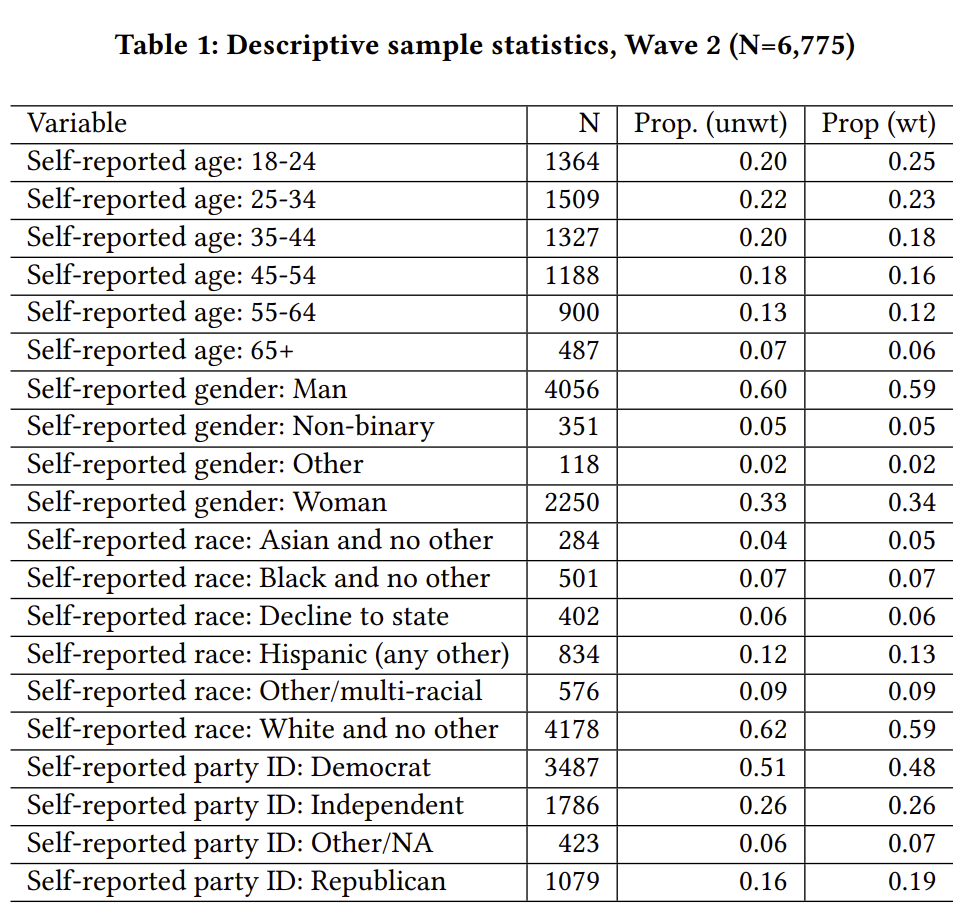 Table 1: Descriptive sample statistics, Wave 2 (N=6,775)
Variable N Prop. (unwt) Prop (wt)
Self-reported age: 18-24 1364 0.20 0.25
Self-reported age: 25-34 1509 0.22 0.23
Self-reported age: 35-44 1327 0.20 0.18
Self-reported age: 45-54 1188 0.18 0.16
Self-reported age: 55-64 900 0.13 0.12
Self-reported age: 65+ 487 0.07 0.06
Self-reported gender: Man 4056 0.60 0.59
Self-reported gender: Non-binary 351 0.05 0.05
Self-reported gender: Other 118 0.02 0.02
Self-reported gender: Woman 2250 0.33 0.34
Self-reported race: Asian and no other 284 0.04 0.05
Self-reported race: Black and no other 501 0.07 0.07
Self-reported race: Decline to state 402 0.06 0.06
Self-reported race: Hispanic (any other) 834 0.12 0.13
Self-reported race: Other/multi-racial 576 0.09 0.09
Self-reported race: White and no other 4178 0.62 0.59
Self-reported party ID: Democrat 3487 0.51 0.48
Self-reported party ID: Independent 1786 0.26 0.26
Self-reported party ID: Other/NA 423 0.06 0.07
Self-reported party ID: Republican 1079 0.16 0.19